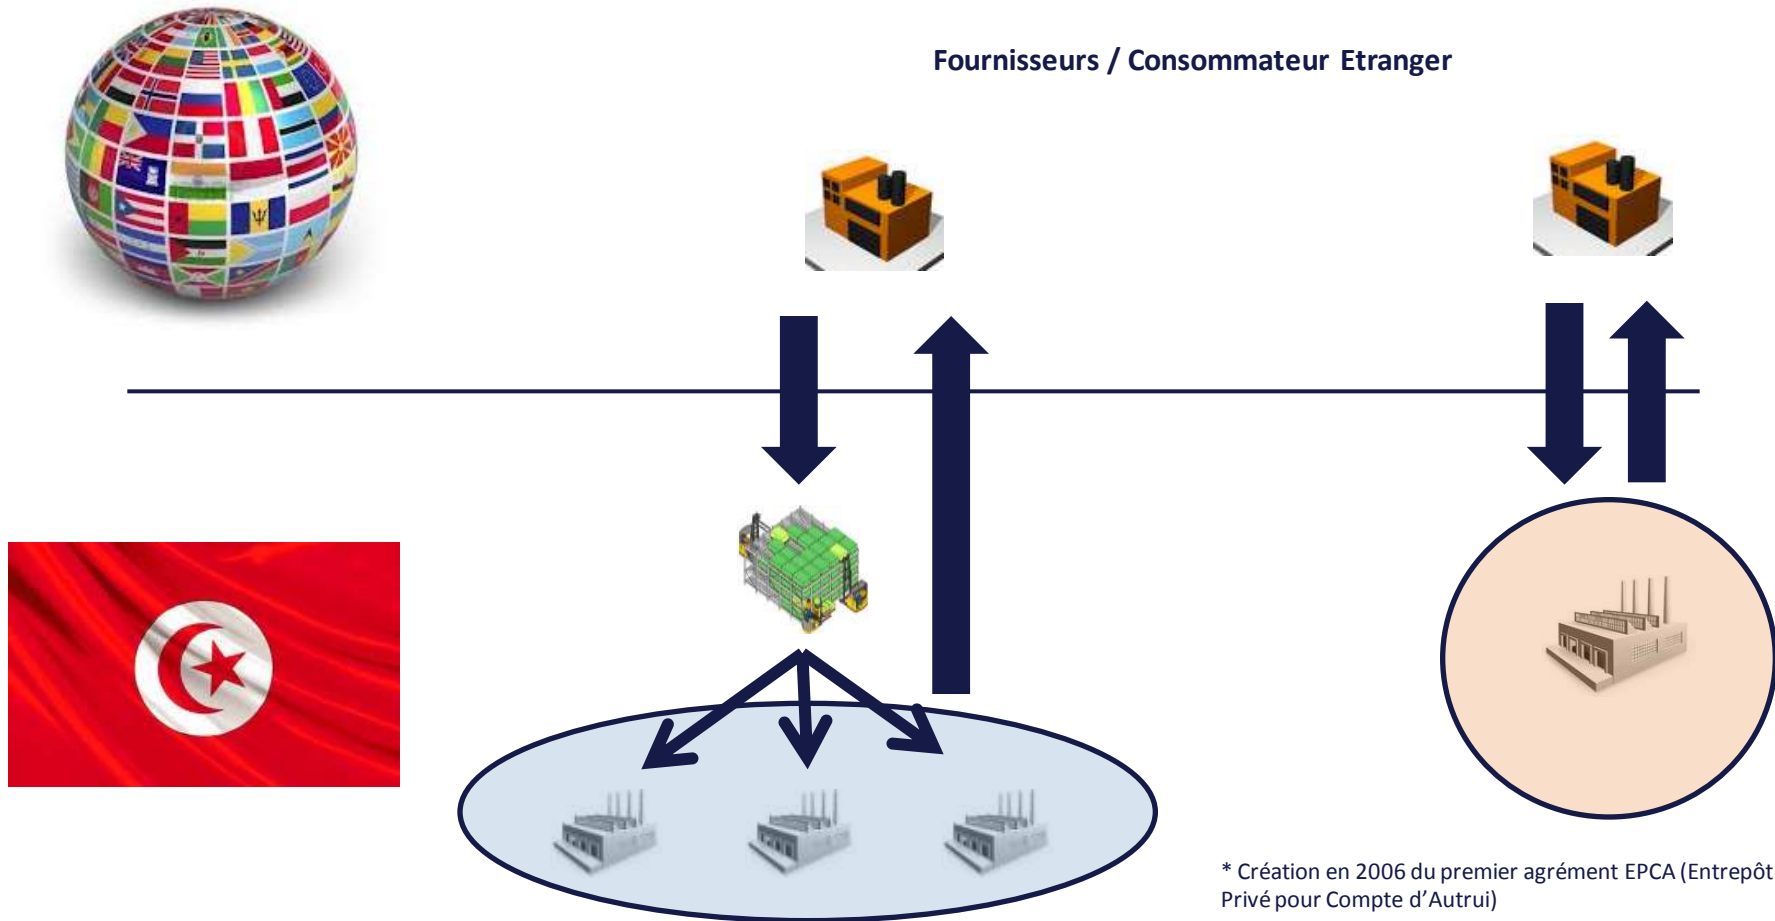 Fournisseurs / Consommateur Etranger
* Création en 2006 du premier agrément EPCA (Entrepôt
Privé pour Compte d’Autrui)